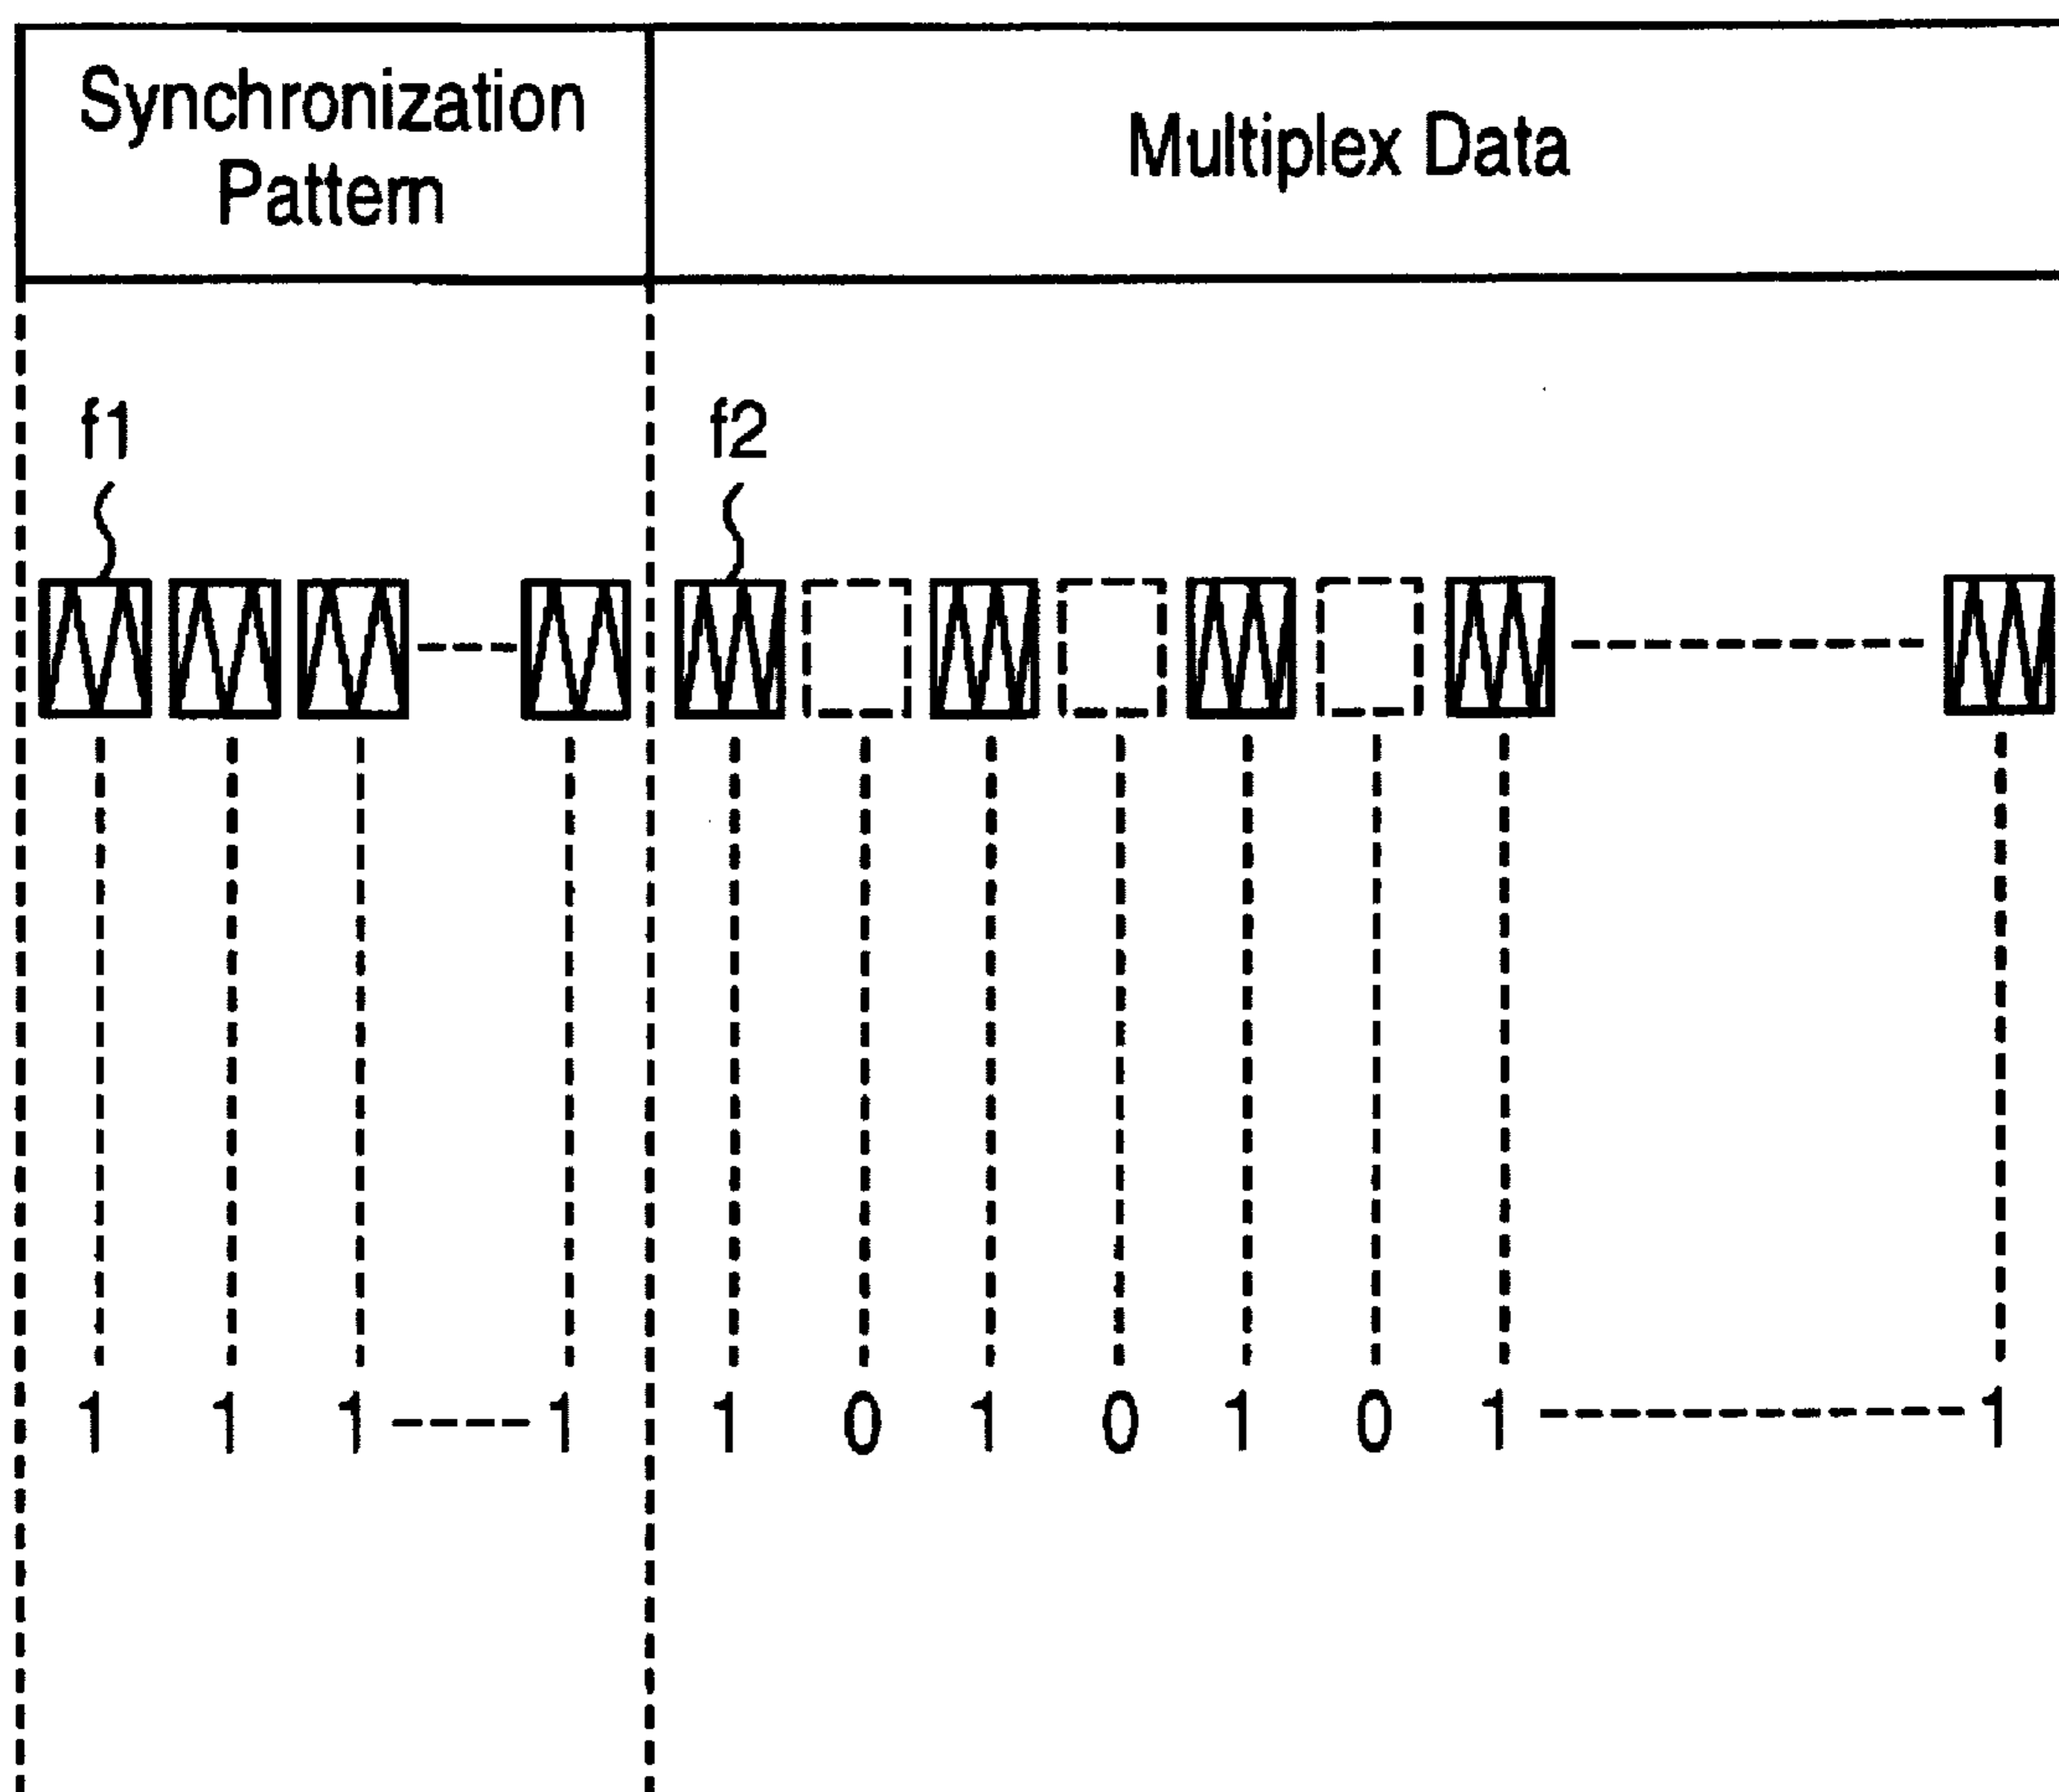 Synchronization
Pattern
Multiplex Data
f1
f2
1 1 1 ---- 1 1 0 1 0 1 0 1 ------------ 1